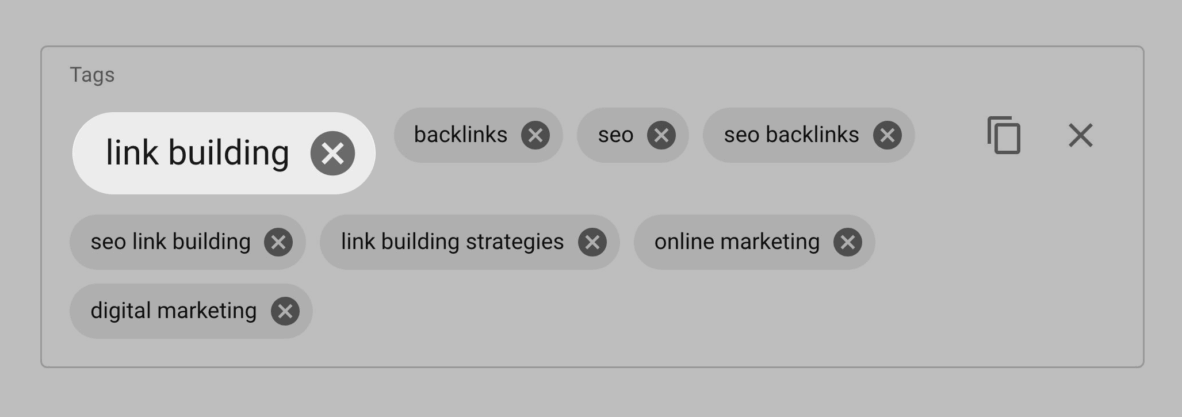 Tags
link building backlinks seo seo backlinks
seo link building link building strategies online marketing
digital marketing